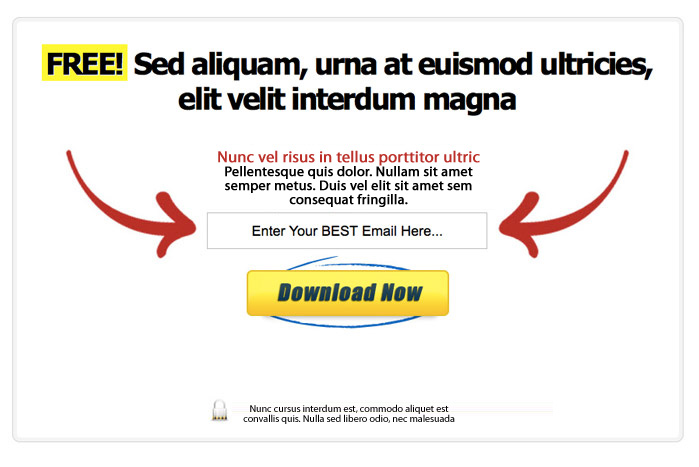 FREE! Sed aliquam, urna at euismod ultricies,
elit velit interdum magna
Nunc vel risus in tellus porttitor ultric
Pellentesque quis dolor. Nullam sit amet
semper metus. Duis vel elit sit amet sem
consequat fringilla.
Enter Your BEST Email Here...
Download Now
Nunc cursus interdum est, commodo aliquet est
convallis quis. Nulla sed libero odio, nec malesuada